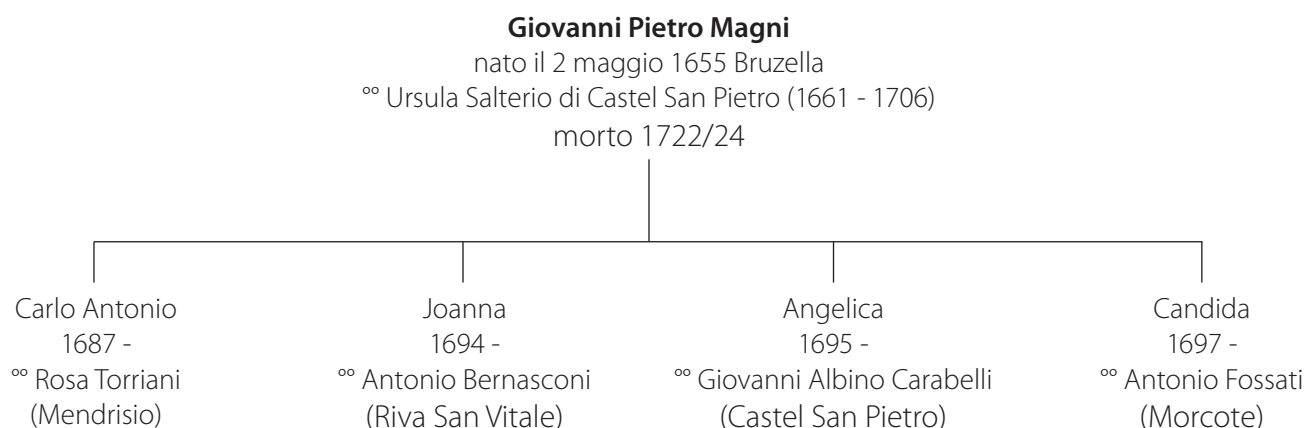 Giovanni Pietro Magni
nato il 2 maggio 1655 Bruzella
°° Ursula Salterio di Castel San Pietro (1661 - 1706)
morto 1722/24
Carlo Antonio
1687 -
°° Rosa Torriani
(Mendrisio)
Joanna
1694 -
°° Antonio Bernasconi
(Riva San Vitale)
Angelica
1695 -
°° Giovanni Albino Carabelli
(Castel San Pietro)
Candida
1697 -
°° Antonio Fossati
(Morcote)